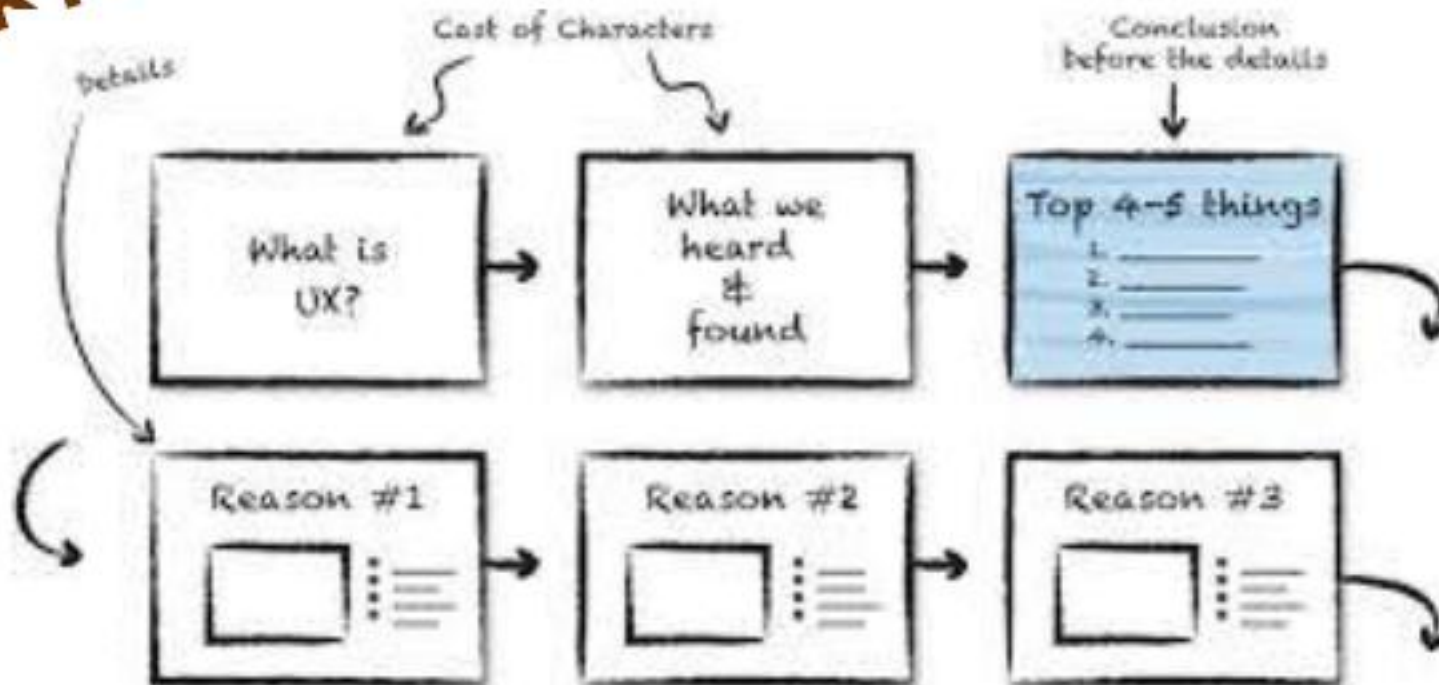 Cast of Characters
Conclusion
before the details
Details
What is
UX?
What we
heard
&
found
Top 4-5 things
1.
2.
3.
4.
Reason #1
Reason #2
Reason #3